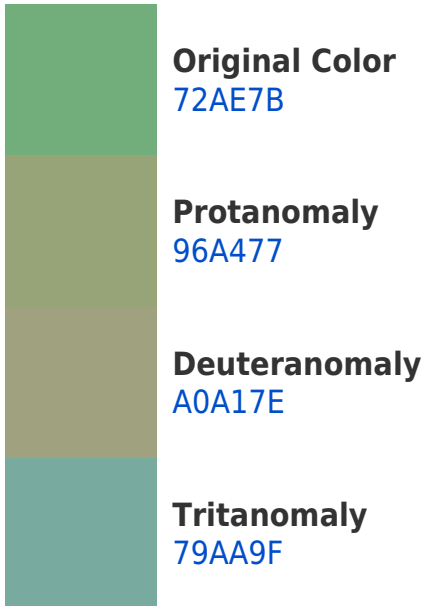 Original Color
72AE7B
Protanomaly
96A477
Deuteranomaly
A0A17E
Tritanomaly
79AA9F